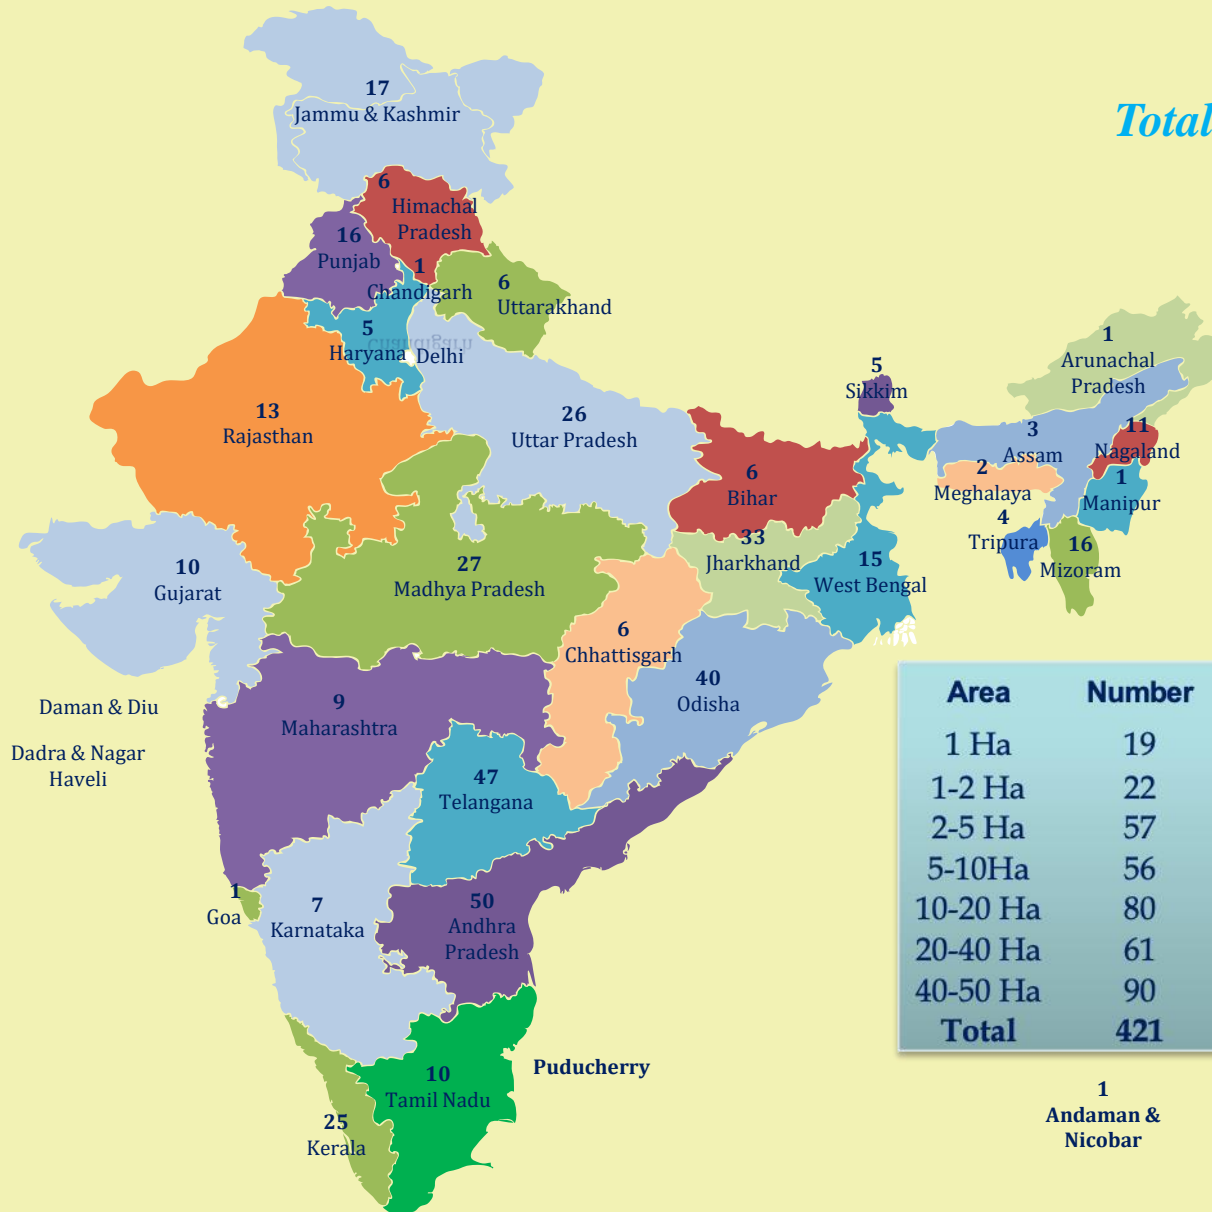 Total
17
Jammu & Kashmir
6
Himachal
Pradesh
16
Punjab
1
Chandigarh
6
Uttarakhand
5
Haryana
Delhi
13
Rajasthan
26
Uttar Pradesh
5
Sikkim
1
Arunachal
Pradesh
3
Assam
11
Nagaland
2
Meghalaya
1
Manipur
4
Tripura
16
Mizoram
6
Bihar
33
Jharkhand
15
West Bengal
10
Gujarat
27
Madhya Pradesh
6
Chhattisgarh
40
Odisha
Daman & Diu
Dadra & Nagar
Haveli
9
Maharashtra
47
Telangana
1
Goa
7
Karnataka
50
Andhra
Pradesh
Puducherry
10
Tamil Nadu
25
Kerala
Area Number
1 Ha 19
1-2 Ha 22
2-5 Ha 57
5-10Ha 56
10-20 Ha 80
20-40 Ha 61
40-50 Ha 90
Total 421
1
Andaman &
Nicobar